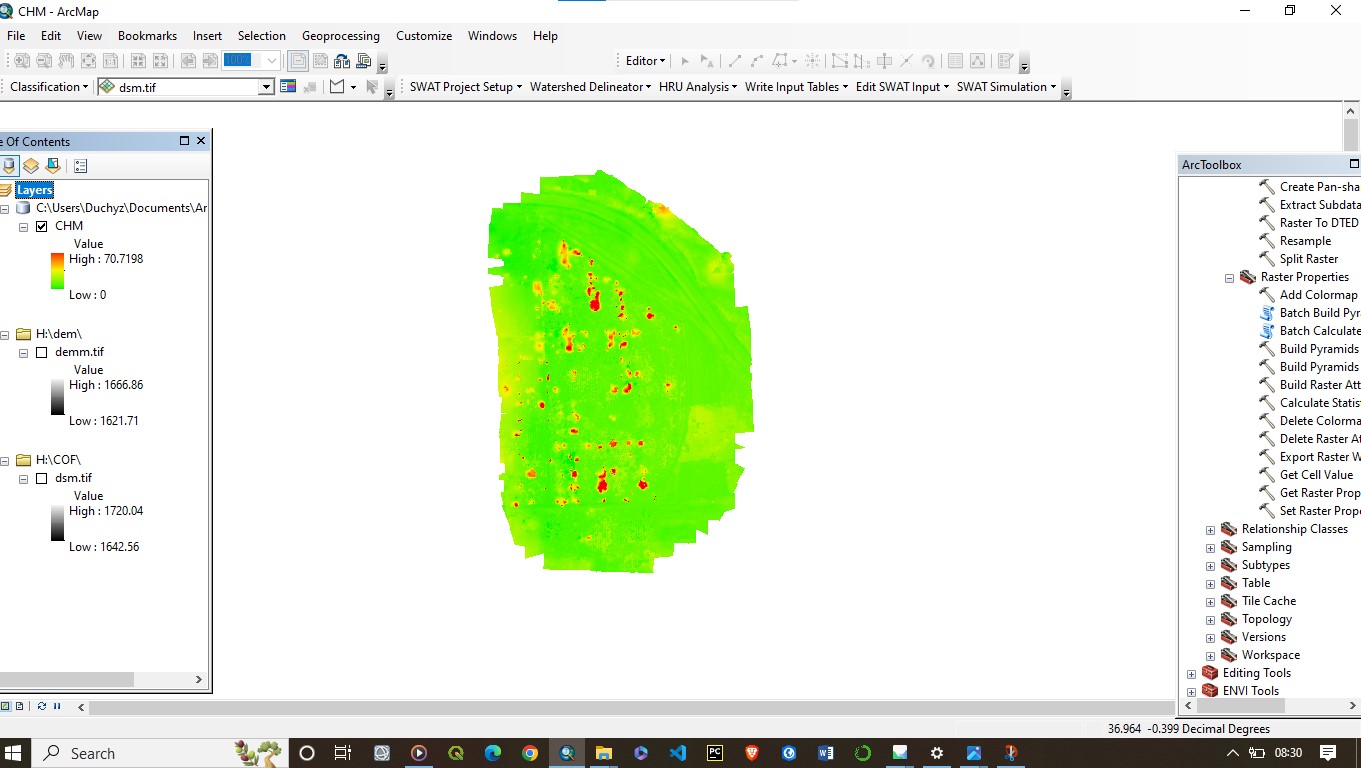 CHM - ArcMap
File Edit View Bookmarks Insert Selection Geoprocessing Customize Windows Help
100%
Editor
Classification dsm.tif SWAT Project Setup Watershed Delineator HRU Analysis Write Input Tables Edit SWAT Input SWAT Simulation
e Of Contents
Layers
C:\Users\Duchyz\Documents\Ar
CHM
Value
High : 70.7198
Low : 0
H:\dem\
demm.tif
Value
High : 1666.86
Low : 1621.71
H:\COF\
dsm.tif
Value
High : 1720.04
Low : 1642.56
ArcToolbox
Create Pan-sha
Extract Subdata
Raster To DTED
Resample
Split Raster
Raster Properties
Add Colormap
Batch Build Pyr
Batch Calculate
Build Pyramids
Build Pyramids
Build Raster Att
Calculate Statis
Delete Colorma
Delete Raster At
Export Raster W
Get Cell Value
Get Raster Prop
Set Raster Prope
Relationship Classes
Sampling
Subtypes
Table
Tile Cache
Topology
Versions
Workspace
Editing Tools
ENVI Tools
36.964 -0.399 Decimal Degrees
Search
PC
08:30